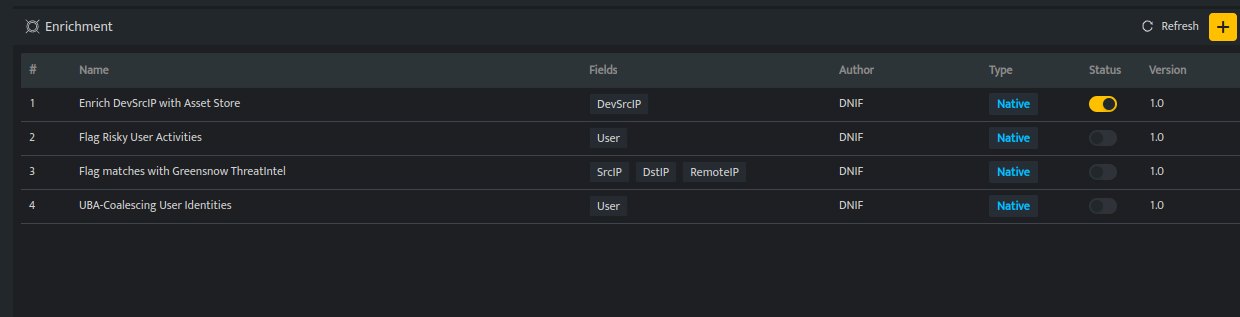 Enrichment Refresh
# Name Fields Author Type Status Version
1 Enrich DevSrcIP with Asset Store DevSrcIP DNIF Native 1.0
2 Flag Risky User Activities User DNIF Native 1.0
3 Flag matches with Greensnow ThreatIntel SrcIP DstIP RemoteIP DNIF Native 1.0
4 UBA-Coalescing User Identities User DNIF Native 1.0